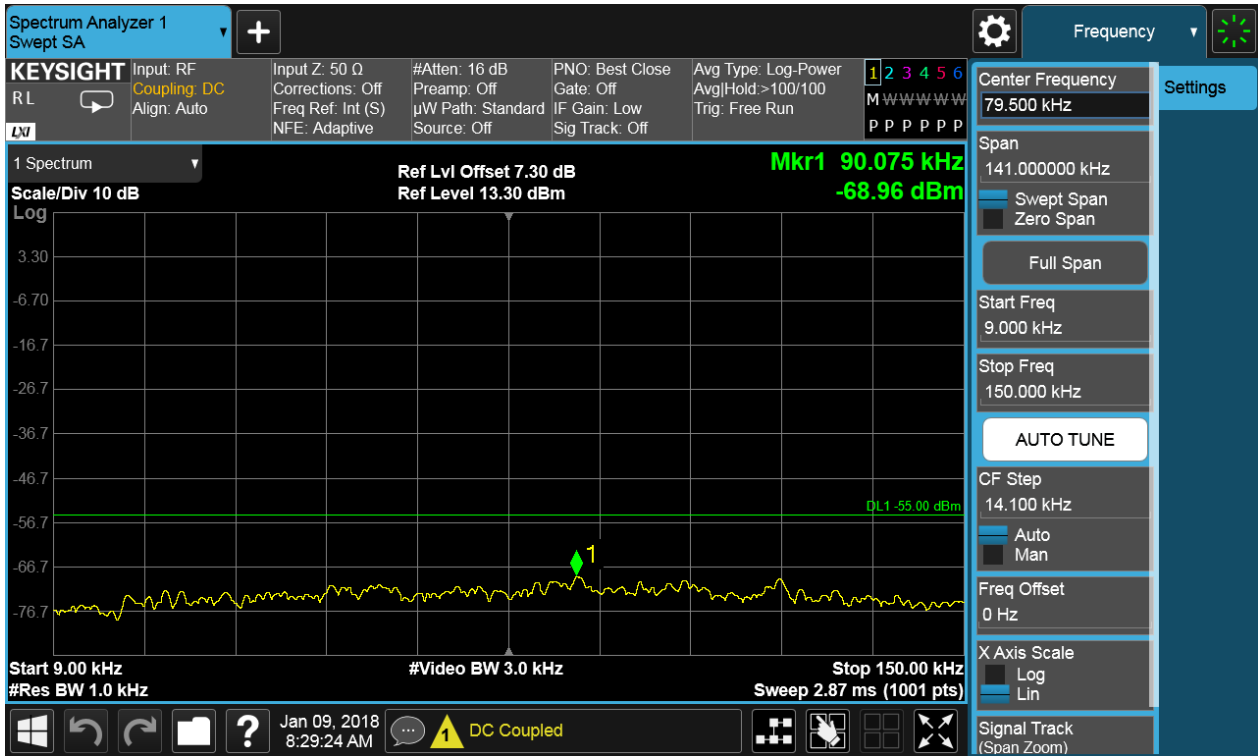 Spectrum Analyzer 1
Swept SA
+
Frequency
KEYSIGHT
RL
LXI
Input: RF
Coupling: DC
Align: Auto
Input Z: 50 Ω
Corrections: Off
Freq Ref: Int (S)
NFE: Adaptive
#Atten: 16 dB
Preamp: Off
µW Path: Standard
Source: Off
PNO: Best Close
Gate: Off
IF Gain: Low
Sig Track: Off
Avg Type: Log-Power
Avg|Hold:>100/100
Trig: Free Run
1 2 3 4 5 6
M W W W W W
P P P P P P
1 Spectrum
Scale/Div 10 dB
Log
Ref Lvl Offset 7.30 dB
Ref Level 13.30 dBm
Mkr1 90.075 kHz
-68.96 dBm
3.30
-6.70
-16.7
-26.7
-36.7
-46.7
DL1 -55.00 dBm
-56.7
1
-66.7
-76.7
Start 9.00 kHz
#Res BW 1.0 kHz
#Video BW 3.0 kHz
Stop 150.00 kHz
Sweep 2.87 ms (1001 pts)
Center Frequency
79.500 kHz
Span
141.000000 kHz
Swept Span
Zero Span
Full Span
Start Freq
9.000 kHz
Stop Freq
150.000 kHz
AUTO TUNE
CF Step
14.100 kHz
Auto
Man
Freq Offset
0 Hz
X Axis Scale
Log
Lin
Signal Track
(Span Zoom)
Settings
?
Jan 09, 2018
8:29:24 AM
1
DC Coupled